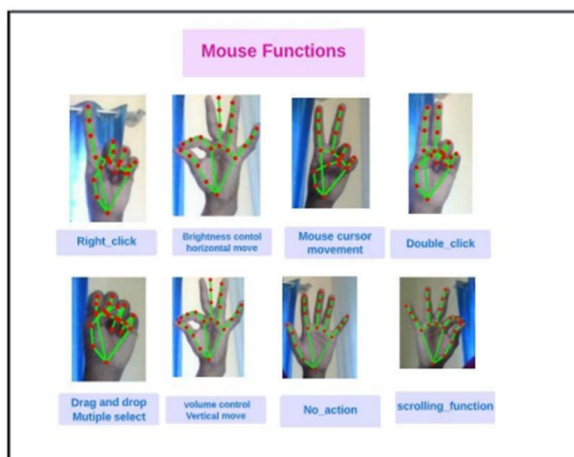 Mouse Functions
Right_click
Brightness contol
horizontal move
Mouse cursor
movement
Double_click
Drag and drop
Mutiple select
volume control
Vertical move
No_action
scrolling_function